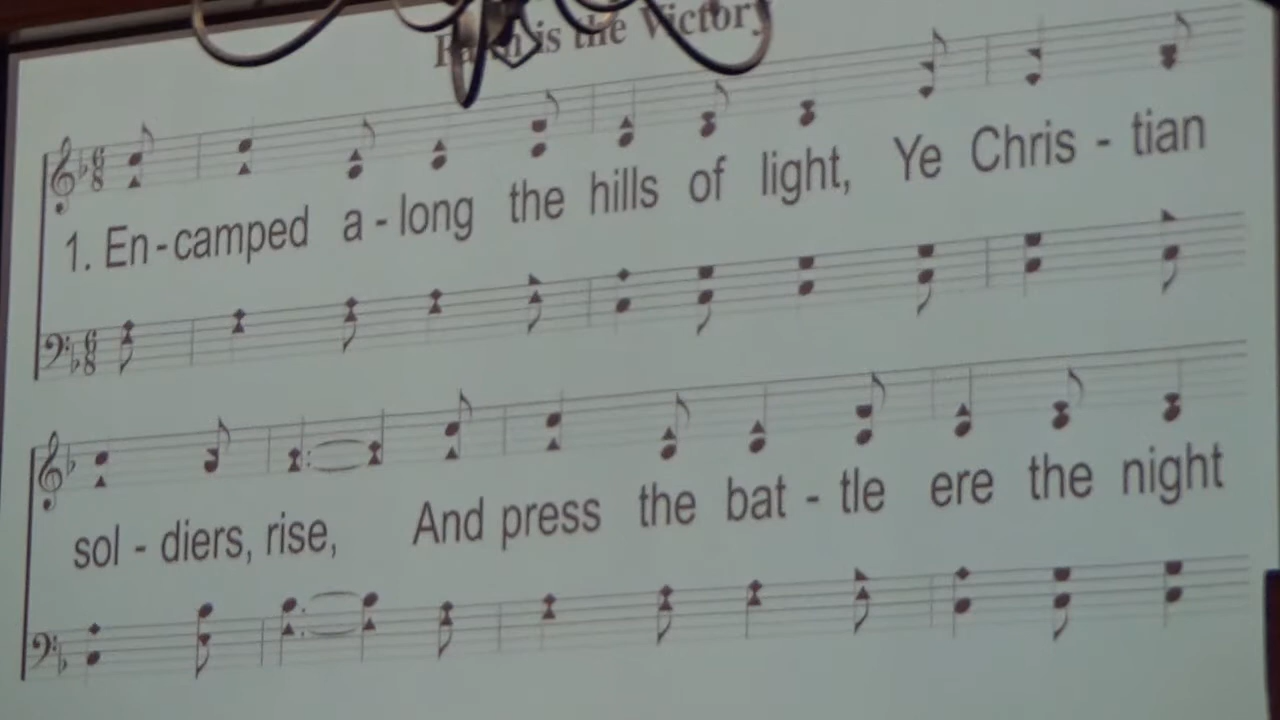 Faith is the Victory
1. En - camped a - long the hills of light, Ye Chris - tian
sol - diers, rise, And press the bat - tle ere the night